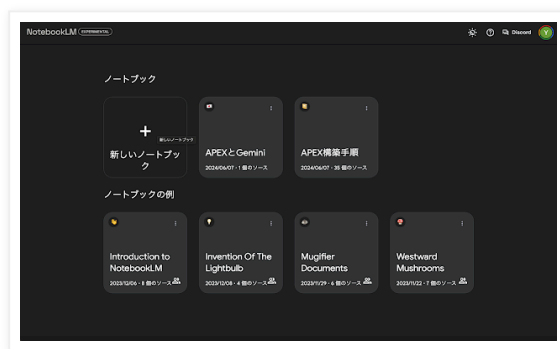 NotebookLM EXPERIMENTAL
Discord
Y
ノートブック
+
新しいノートブッ
ク
新しいノートブック
APEXとGemini
2024/06/07・1 個のソース
APEX構築手順
2024/06/07・35 個のソース
ノートブックの例
Introduction to
NotebookLM
2023/12/06・8 個のソース
Invention Of The
Lightbulb
2023/12/08・4 個のソース
Mugifier
Documents
2023/11/29・6 個のソース
Westward
Mushrooms
2023/11/22・7 個のソース